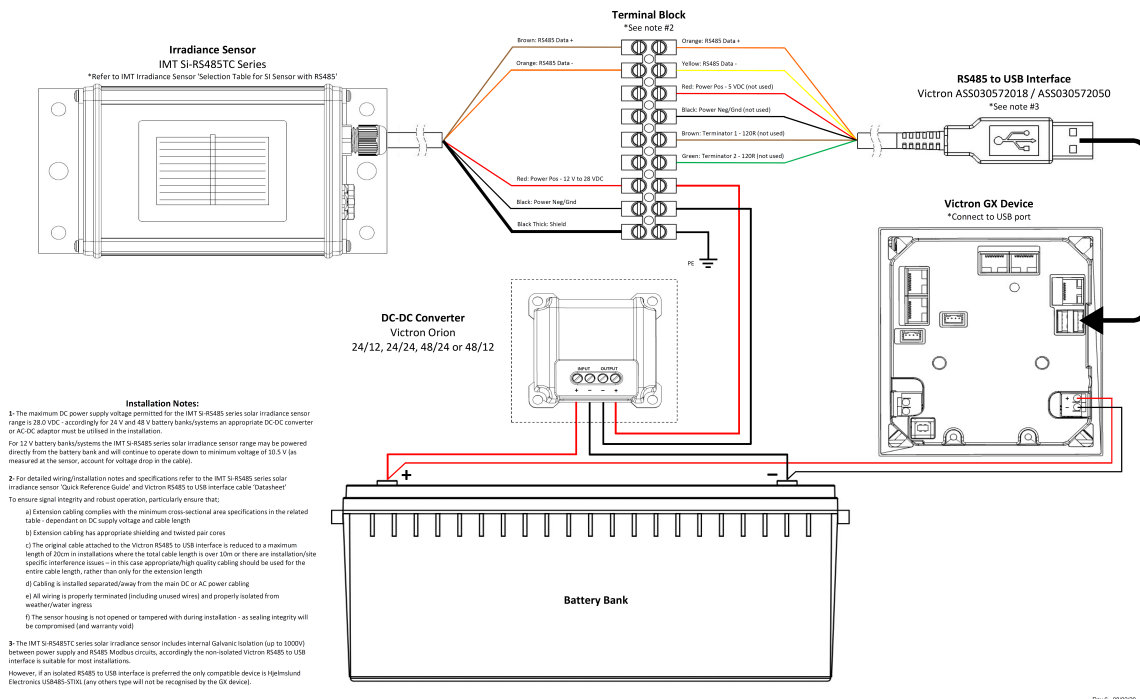 Terminal Block
*See note #2
Irradiance Sensor
IMT Si-RS485TC Series
*Refer to IMT Irradiance Sensor 'Selection Table for SI Sensor with RS485'
Brown: RS485 Data +
Orange: RS485 Data-
Red: Power Pos - 12 V to 28 VDC
Black: Power Neg/Gnd
Black Thick: Shield
Orange: RS485 Data +
Yellow: RS485 Data -
Red: Power Pos - 5 VDC (not used)
Black: Power Neg/Gnd (not used)
Brown: Terminator 1 - 120R (not used)
Green: Terminator 2 - 120R (not used)
PE
RS485 to USB Interface
Victron ASS030572018 / ASS030572050
*See note #3
Victron GX Device
*Connect to USB port
+
−
DC-DC Converter
Victron Orion
24/12, 24/24, 48/24 or 48/12
INPUT OUTPUT
+ − − +
+ −
Battery Bank
Installation Notes:
1- The maximum DC power supply voltage permitted for the IMT Si-RS485 series solar irradiance sensor
range is 28.0 VDC - accordingly for 24 V and 48 V battery banks/systems an appropriate DC-DC converter
or AC-DC adaptor must be utilised in the installation.
For 12 V battery banks/systems the IMT Si-RS485 series solar irradiance sensor range may be powered
directly from the battery bank and will continue to operate down to minimum voltage of 10.5 V (as
measured at the sensor, account for voltage drop in the cable).
2- For detailed wiring/installation notes and specifications refer to the IMT Si-RS485 series solar
irradiance sensor 'Quick Reference Guide' and Victron RS485 to USB interface cable 'Datasheet'
To ensure signal integrity and robust operation, particularly ensure that;
a) Extension cabling complies with the minimum cross-sectional area specifications in the related
table - dependant on DC supply voltage and cable length
b) Extension cabling has appropriate shielding and twisted pair cores
c) The original cable attached to the Victron RS485 to USB interface is reduced to a maximum
length of 20cm in installations where the total cable length is over 10m or there are installation/site
specific interference issues – in this case appropriate/high quality cabling should be used for the
entire cable length, rather than only for the extension length
d) Cabling is installed separated/away from the main DC or AC power cabling
e) All wiring is properly terminated (including unused wires) and properly isolated from
weather/water ingress
f) The sensor housing is not opened or tampered with during installation - as sealing integrity will
be compromised (and warranty void)
3- The IMT Si-RS485TC series solar irradiance sensor includes internal Galvanic Isolation (up to 1000V)
between power supply and RS485 Modbus circuits, accordingly the non-isolated Victron RS485 to USB
interface is suitable for most installations.
However, if an isolated RS485 to USB interface is preferred the only compatible device is Hjelmslund
Electronics USB485-STIXL (any others type will not be recognised by the GX device).